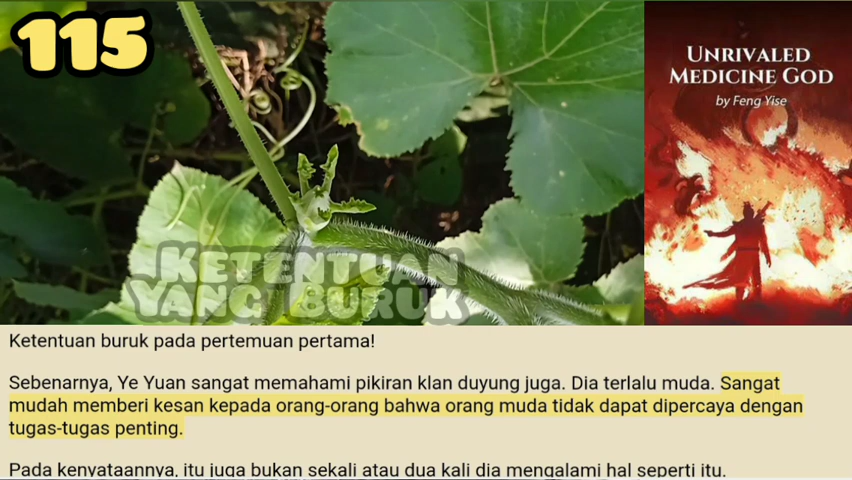 115
UNRIVALED
MEDICINE GOD
by Feng Yise
KETENTUAN
YANG BURUK
Ketentuan buruk pada pertemuan pertama!
Sebenarnya, Ye Yuan sangat memahami pikiran klan duyung juga. Dia terlalu muda. Sangat
mudah memberi kesan kepada orang-orang bahwa orang muda tidak dapat dipercaya dengan
tugas-tugas penting.
Pada kenyataannya, itu juga bukan sekali atau dua kali dia mengalami hal seperti itu.